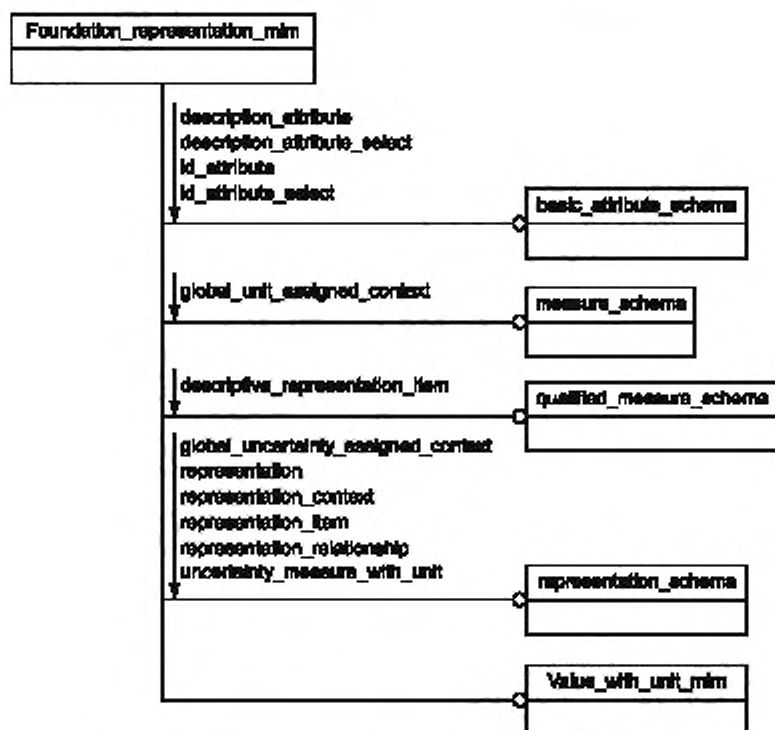 Foundation_representation_mim
description_attribute
description_attribute_select
id_attribute
id_attribute_select
basic_attribute_schema
global_unit_assigned_context
measure_schema
descriptive_representation_item
qualified_measure_schema
global_uncertainty_assigned_context
representation
representation_context
representation_item
representation_relationship
uncertainty_measure_with_unit
representation_schema
Value_with_unit_mim